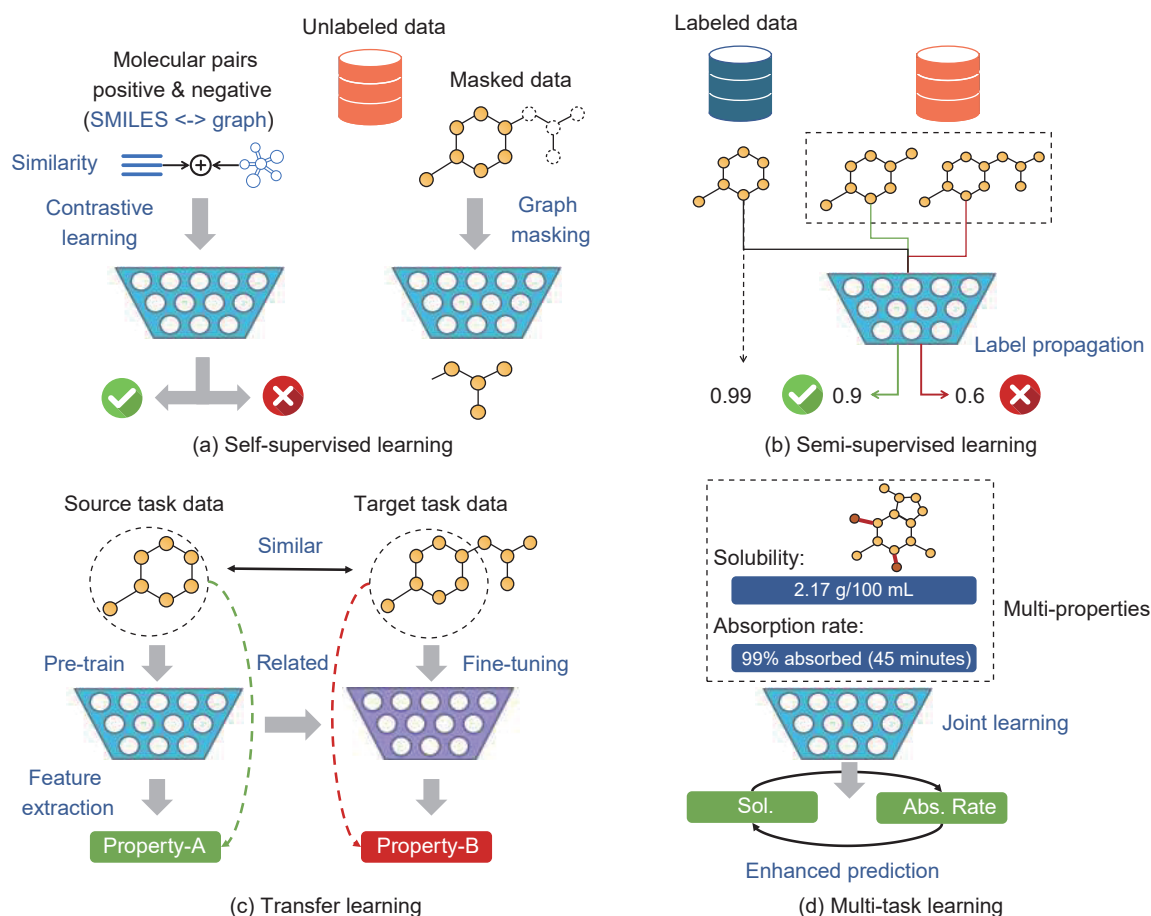 Unlabeled data
Molecular pairs
positive & negative
(SMILES <-> graph)
Masked data
Similarity
Contrastive
learning
Graph
masking
(a) Self-supervised learning
Labeled data
Label propagation
0.99
0.9
0.6
(b) Semi-supervised learning
Source task data
Target task data
Similar
Pre-train
Related
Fine-tuning
Feature
extraction
Property-A
Property-B
(c) Transfer learning
Solubility:
2.17 g/100 mL
Absorption rate:
99% absorbed (45 minutes)
Multi-properties
Joint learning
Sol.
Abs. Rate
Enhanced prediction
(d) Multi-task learning